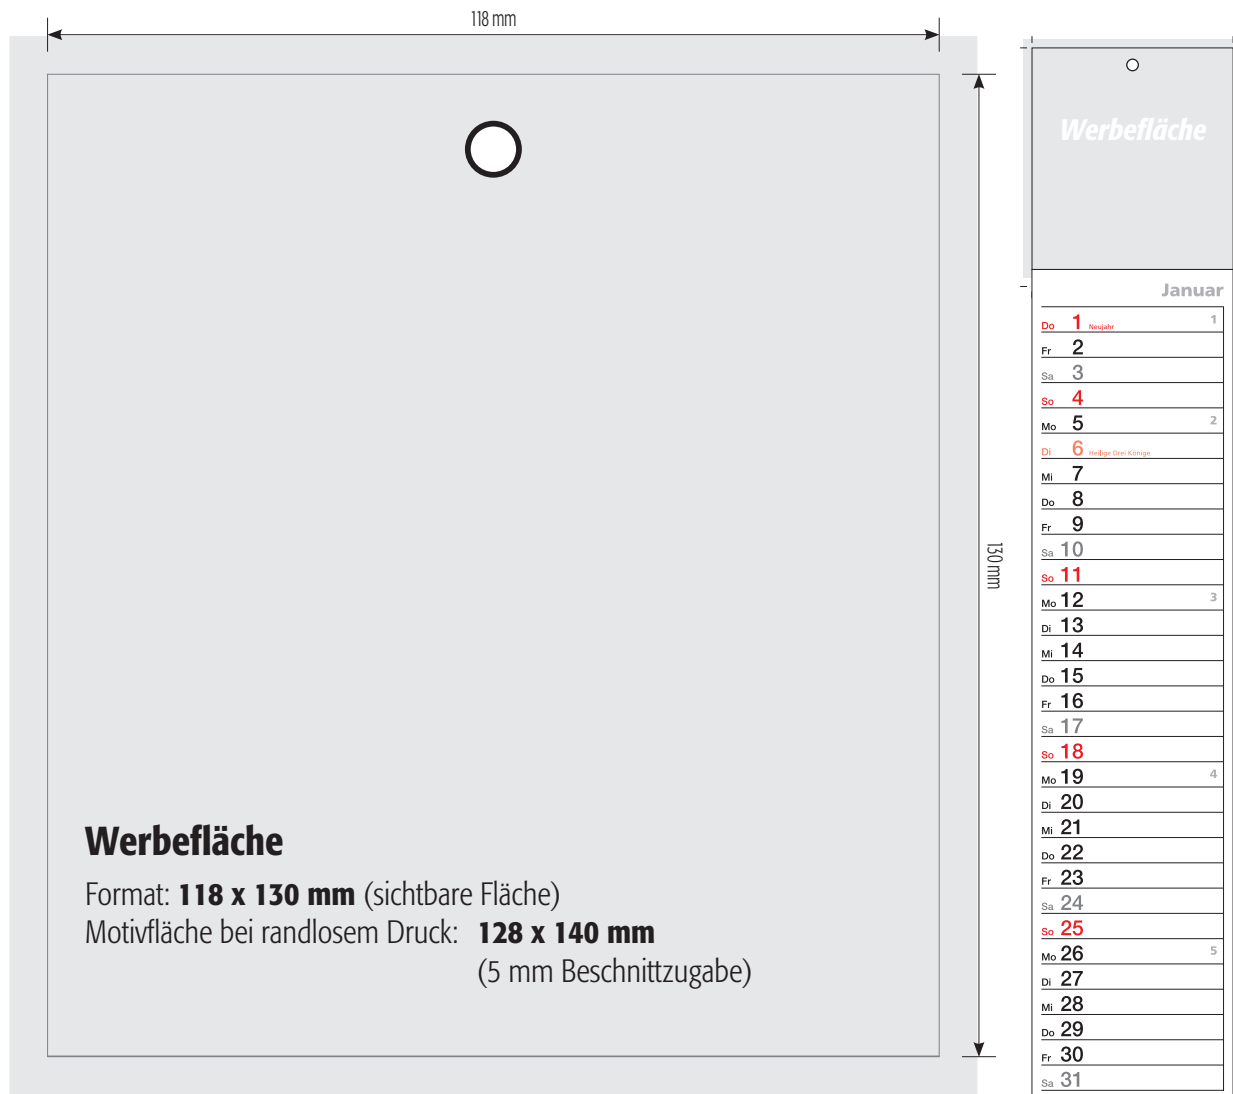 118 mm
130 mm
Werbefläche
Format: 118 x 130 mm (sichtbare Fläche)
Motivfläche bei randlosem Druck: 128 x 140 mm
(5 mm Beschnittzugabe)
Werbefläche
Januar
Do 1 Neujahr 1
Fr 2
Sa 3
So 4
Mo 5 2
Di 6 Heilige Drei Könige
Mi 7
Do 8
Fr 9
Sa 10
So 11
Mo 12 3
Di 13
Mi 14
Do 15
Fr 16
Sa 17
So 18
Mo 19 4
Di 20
Mi 21
Do 22
Fr 23
Sa 24
So 25
Mo 26 5
Di 27
Mi 28
Do 29
Fr 30
Sa 31